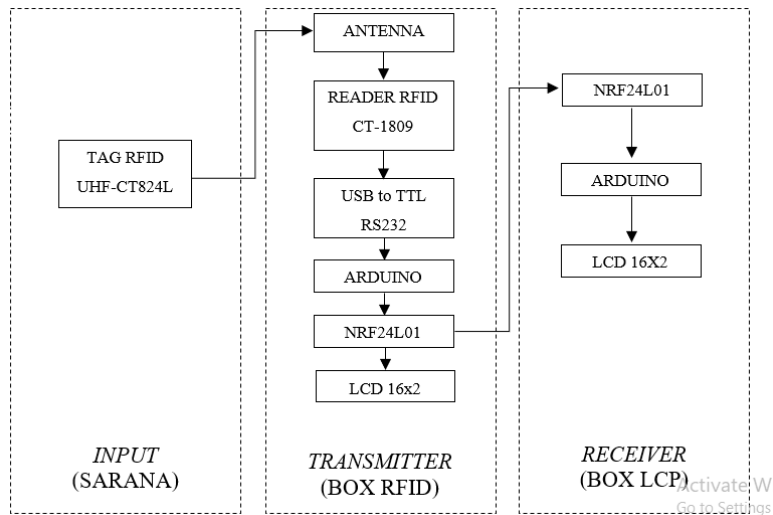 TAG RFID
UHF-CT824L
INPUT
(SARANA)
ANTENNA
READER RFID
CT-1809
USB to TTL
RS232
ARDUINO
NRF24L01
LCD 16x2
TRANSMITTER
(BOX RFID)
NRF24L01
ARDUINO
LCD 16X2
RECEIVER
(BOX LCP)
Activate W
Go to Settings